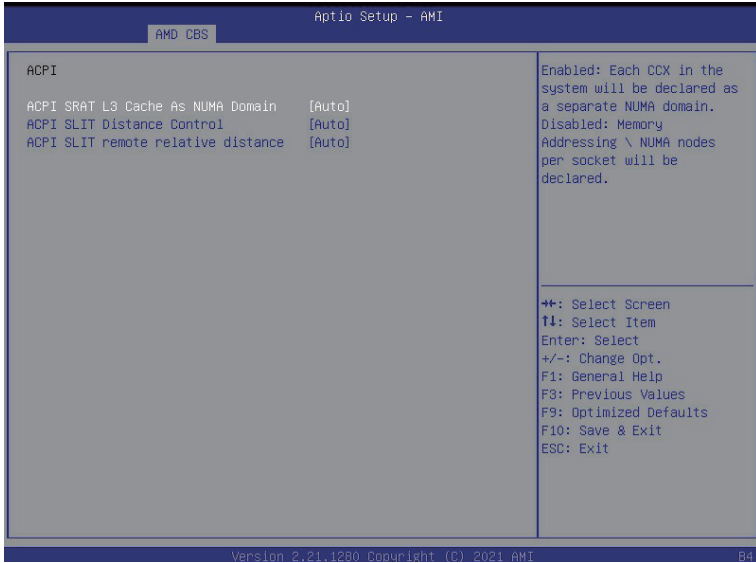 Aptio Setup – AMI
AMD CBS
ACPI
ACPI SRAT L3 Cache As NUMA Domain [Auto]
ACPI SLIT Distance Control [Auto]
ACPI SLIT remote relative distance [Auto]
Enabled: Each CCX in the
system will be declared as
a separate NUMA domain.
Disabled: Memory
Addressing \ NUMA nodes
per socket will be
declared.
→←: Select Screen
↑↓: Select Item
Enter: Select
+/-: Change Opt.
F1: General Help
F3: Previous Values
F9: Optimized Defaults
F10: Save & Exit
ESC: Exit
Version 2.21.1280 Copyright (C) 2021 AMI
B4